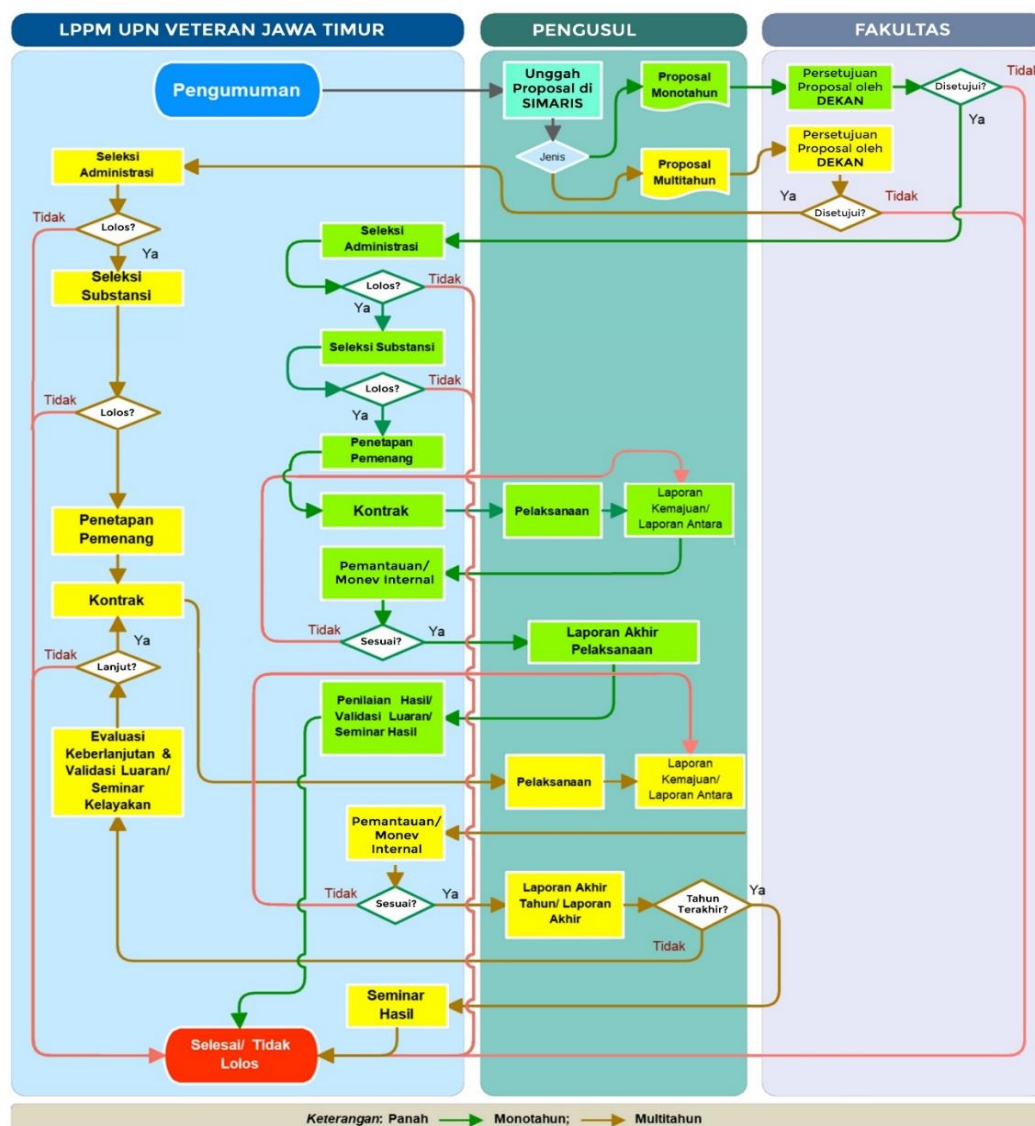 LPPM UPN VETERAN JAWA TIMUR
PENGUSUL
FAKULTAS
Pengumuman
Unggah
Proposal di
SIMARIS
Proposal
Monotahun
Persetujuan
Proposal oleh
DEKAN
Disetujui?
Tidak
Ya
Jenis
Proposal
Multitahun
Persetujuan
Proposal oleh
DEKAN
Ya
Disetujui?
Tidak
Seleksi
Administrasi
Tidak
Lolos?
Ya
Seleksi
Substansi
Tidak
Lolos?
Penetapan
Pemenang
Kontrak
Ya
Tidak
Lanjut?
Evaluasi
Keberlanjutan &
Validasi Luaran/
Seminar
Kelayakan
Seleksi
Administrasi
Lolos?
Tidak
Ya
Seleksi Substansi
Lolos?
Tidak
Ya
Penetapan
Pemenang
Kontrak
Pelaksanaan
Laporan
Kemajuan/
Laporan Antara
Pemantauan/
Monev Internal
Tidak
Sesuai?
Ya
Laporan Akhir
Pelaksanaan
Penilaian Hasil/
Validasi Luaran/
Seminar Hasil
Pelaksanaan
Laporan
Kemajuan/
Laporan Antara
Pemantauan/
Monev
Internal
Tidak
Sesuai?
Ya
Laporan Akhir
Tahun/ Laporan
Akhir
Tahun
Terakhir?
Ya
Tidak
Seminar
Hasil
Selesai/ Tidak
Lolos
Keterangan: Panah Monotahun; Multitahun